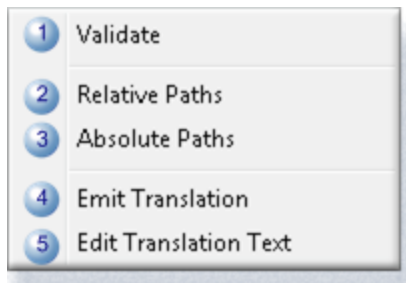 1 Validate
2 Relative Paths
3 Absolute Paths
4 Emit Translation
5 Edit Translation Text